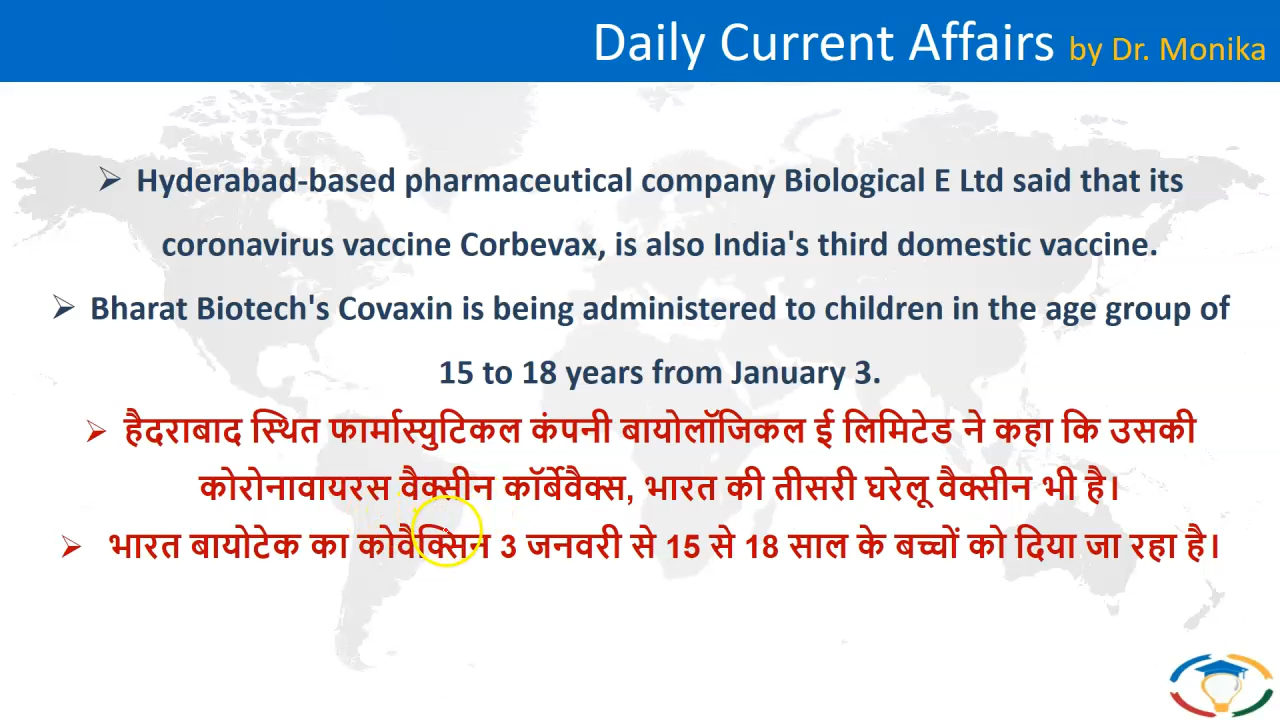 Daily Current Affairs by Dr. Monika
➢ Hyderabad-based pharmaceutical company Biological E Ltd said that its
coronavirus vaccine Corbevax, is also India's third domestic vaccine.
➢ Bharat Biotech's Covaxin is being administered to children in the age group of
15 to 18 years from January 3.
➢ हैदराबाद स्थित फार्मास्युटिकल कंपनी बायोलॉजिकल ई लिमिटेड ने कहा कि उसकी
कोरोनावायरस वैक्सीन कॉर्बेवैक्स, भारत की तीसरी घरेलू वैक्सीन भी है।
➢ भारत बायोटेक का कोवैक्सिन 3 जनवरी से 15 से 18 साल के बच्चों को दिया जा रहा है।